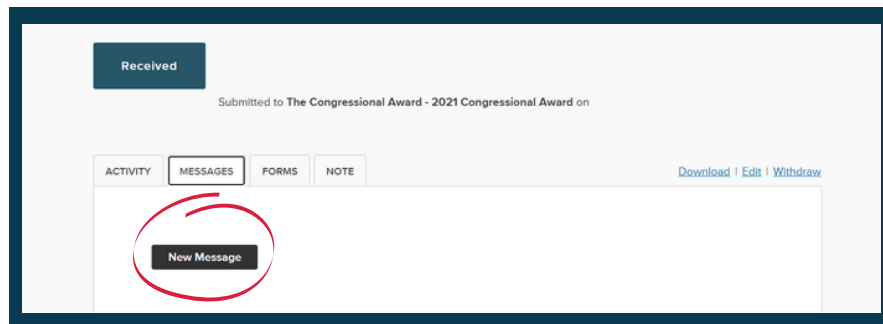 Received
Submitted to The Congressional Award - 2021 Congressional Award on
ACTIVITY MESSAGES FORMS NOTE Download | Edit | Withdraw
New Message